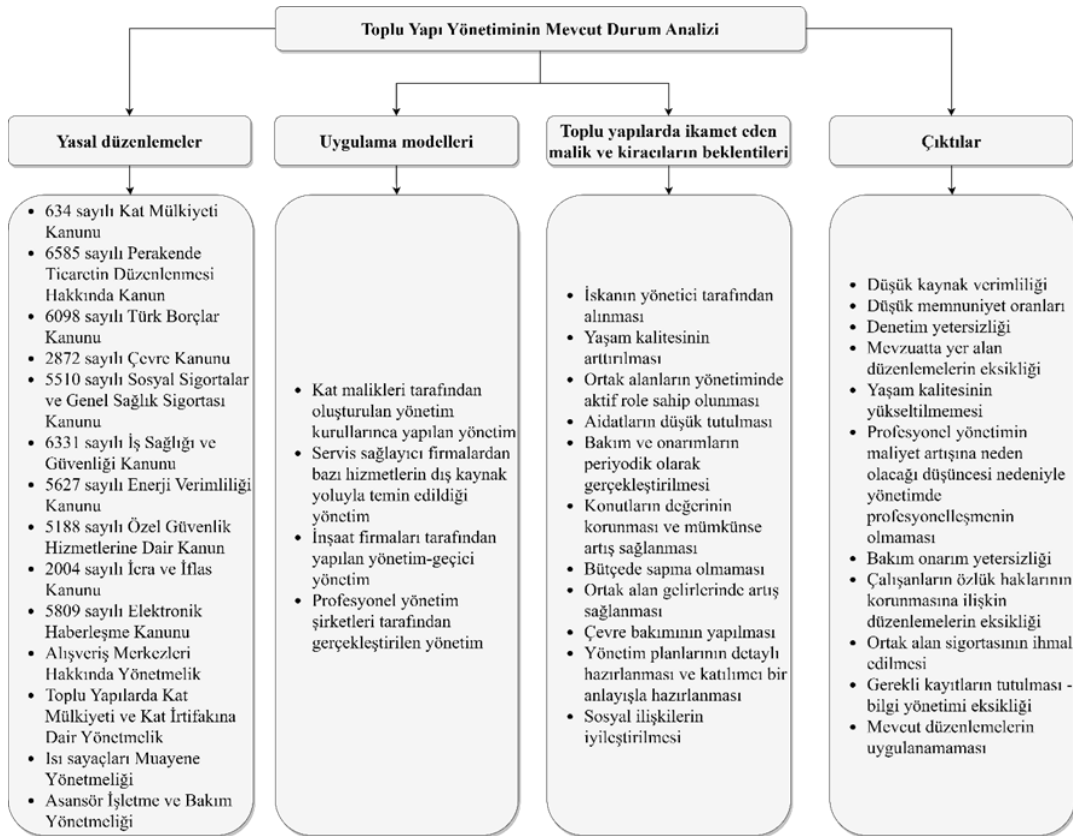 Toplu Yapı Yönetiminin Mevcut Durum Analizi
Yasal düzenlemeler
• 634 sayılı Kat Mülkiyeti
Kanunu
• 6585 sayılı Perakende
Ticaretin Düzenlenmesi
Hakkında Kanun
• 6098 sayılı Türk Borçlar
Kanunu
• 2872 sayılı Çevre Kanunu
• 5510 sayılı Sosyal Sigortalar
ve Genel Sağlık Sigortası
Kanunu
• 6331 sayılı İş Sağlığı ve
Güvenliği Kanunu
• 5627 sayılı Enerji Verimliliği
Kanunu
• 5188 sayılı Özel Güvenlik
Hizmetlerine Dair Kanun
• 2004 sayılı İcra ve İflas
Kanunu
• 5809 sayılı Elektronik
Haberleşme Kanunu
• Alışveriş Merkezleri
Hakkında Yönetmelik
• Toplu Yapılarda Kat
Mülkiyeti ve Kat İrtifakına
Dair Yönetmelik
• Isı sayaçları Muayene
Yönetmeliği
• Asansör İşletme ve Bakım
Yönetmeliği
Uygulama modelleri
• Kat malikleri tarafından
oluşturulan yönetim
kurullarınca yapılan yönetim
• Servis sağlayıcı firmalardan
bazı hizmetlerin dış kaynak
yoluyla temin edildiği
yönetim
• İnşaat firmaları tarafından
yapılan yönetim-geçici
yönetim
• Profesyonel yönetim
şirketleri tarafından
gerçekleştirilen yönetim
Toplu yapılarda ikamet eden
malik ve kiracıların beklentileri
• İskanın yönetici tarafından
alınması
• Yaşam kalitesinin
arttırılması
• Ortak alanların yönetiminde
aktif role sahip olunması
• Aidatların düşük tutulması
• Bakım ve onarımların
periyodik olarak
gerçekleştirilmesi
• Konutların değerinin
korunması ve mümkünse
artış sağlanması
• Bütçede sapma olmaması
• Ortak alan gelirlerinde artış
sağlanması
• Çevre bakımının yapılması
• Yönetim planlarının detaylı
hazırlanması ve katılımcı bir
anlayışla hazırlanması
• Sosyal ilişkilerin
iyileştirilmesi
Çıktılar
• Düşük kaynak verimliliği
• Düşük memnuniyet oranları
• Denetim yetersizliği
• Mevzuatta yer alan
düzenlemelerin eksikliği
• Yaşam kalitesinin
yükseltilmemesi
• Profesyonel yönetimin
maliyet artışına neden
olacağı düşüncesi nedeniyle
yönetimde
profesyonelleşmenin
olmaması
• Bakım onarım yetersizliği
• Çalışanların özlük haklarının
korunmasına ilişkin
düzenlemelerin eksikliği
• Ortak alan sigortasının ihmal
edilmesi
• Gerekli kayıtların tutulması -
bilgi yönetimi eksikliği
• Mevcut düzenlemelerin
uygulanamaması